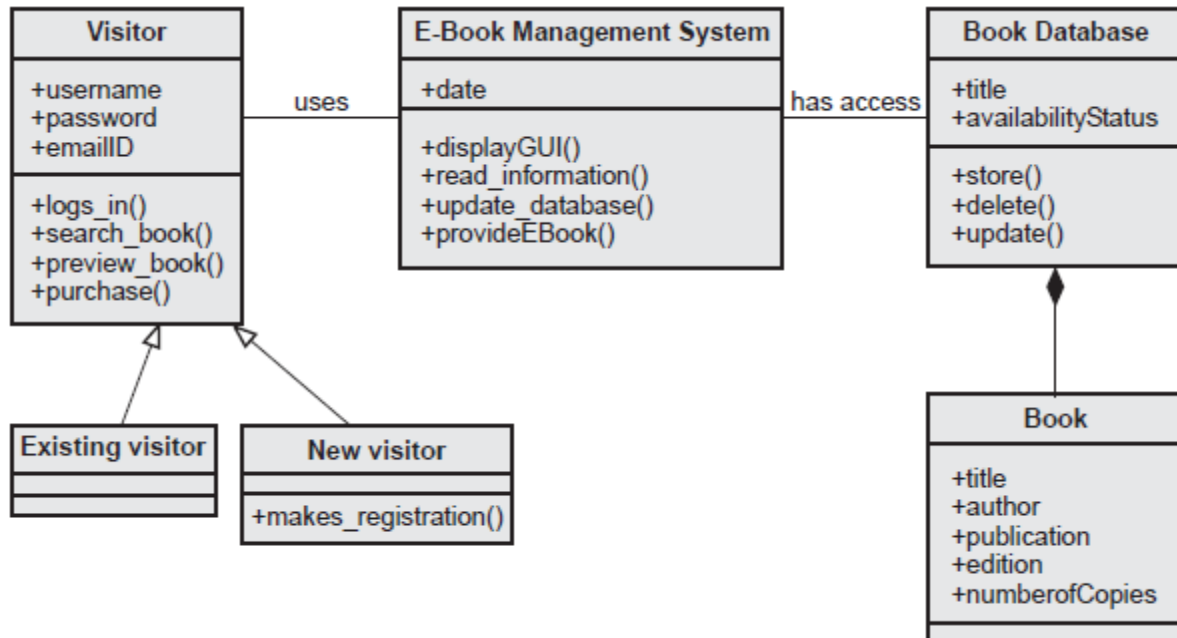 Visitor
+username
+password
+emailID
+logs_in()
+search_book()
+preview_book()
+purchase()
uses
E-Book Management System
+date
+displayGUI()
+read_information()
+update_database()
+provideEBook()
has access
Book Database
+title
+availabilityStatus
+store()
+delete()
+update()
Existing visitor
New visitor
+makes_registration()
Book
+title
+author
+publication
+edition
+numberofCopies